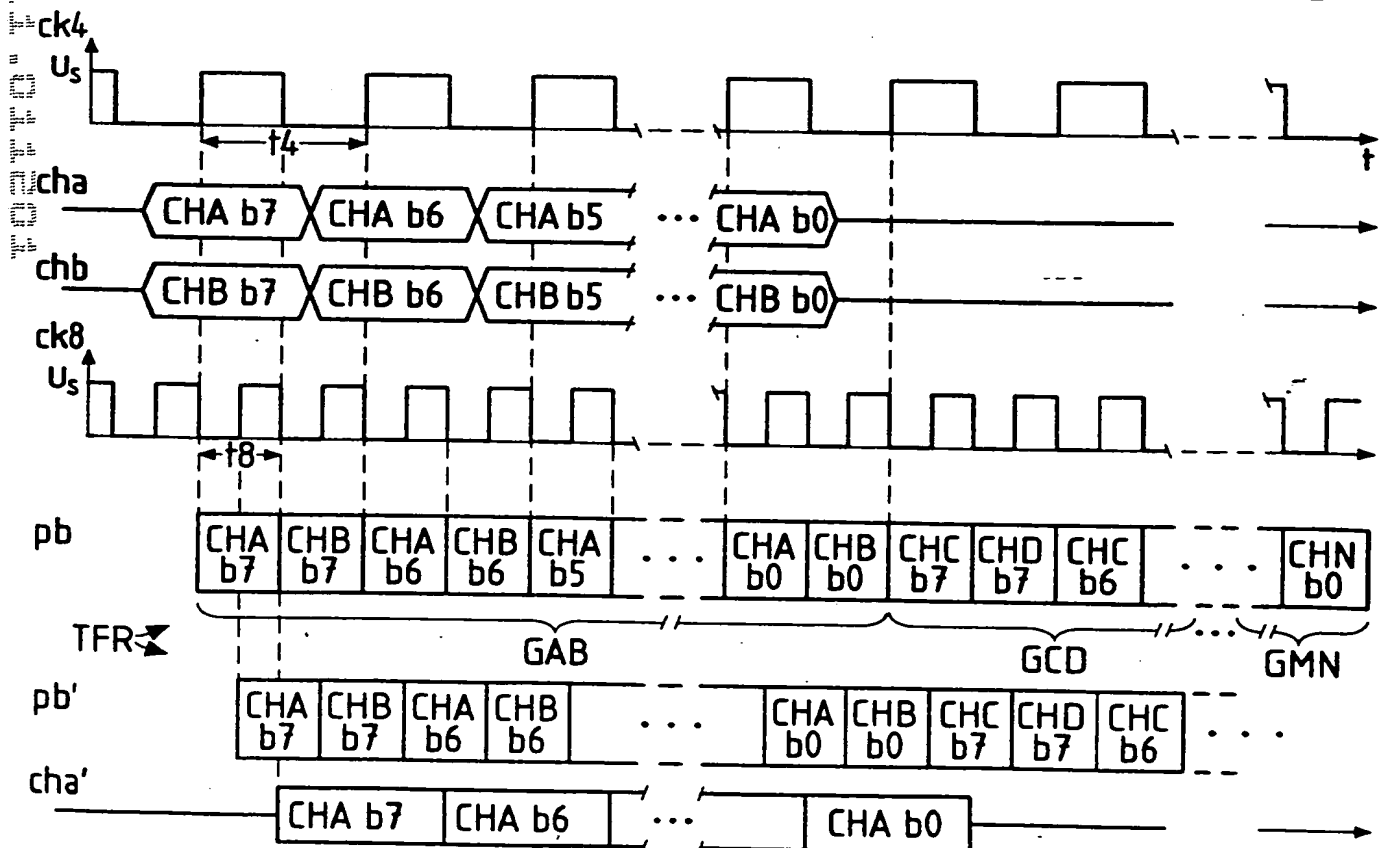 ck4
Us
t4
t
cha
CHA b7 CHA b6 CHA b5 ... CHA b0
chb
CHB b7 CHB b6 CHB b5 ... CHB b0
ck8
Us
t8
pb
CHA b7 CHB b7 CHA b6 CHB b6 CHA b5 ... CHA b0 CHB b0 CHC b7 CHD b7 CHC b6 ... CHN b0
TFR
GAB
GCD
...
GMN
pb'
CHA b7 CHB b7 CHA b6 CHB b6 ... CHA b0 CHB b0 CHC b7 CHD b7 CHC b6 ...
cha'
CHA b7 CHA b6 ... CHA b0